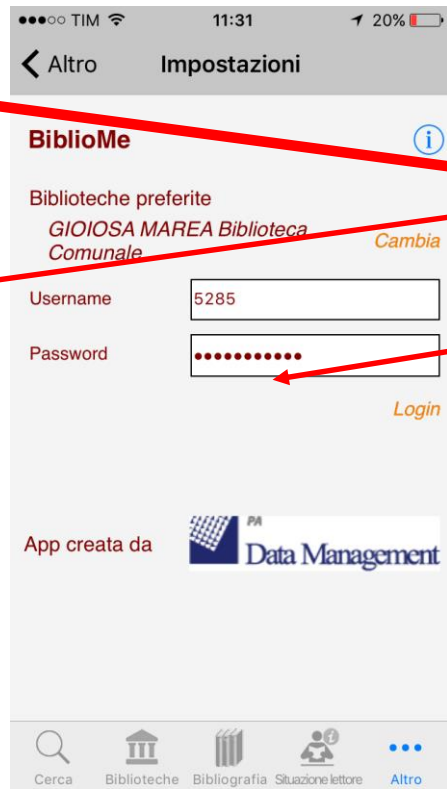 TIM 11:31 20%
Altro Impostazioni
BiblioMe i
Biblioteche preferite
GIOIOSA MAREA Biblioteca
Comunale
Cambia
Username 5285
Password •••••••••••
Login
App creata da PA Data Management
Cerca Biblioteche Bibliografia Situazione lettore Altro